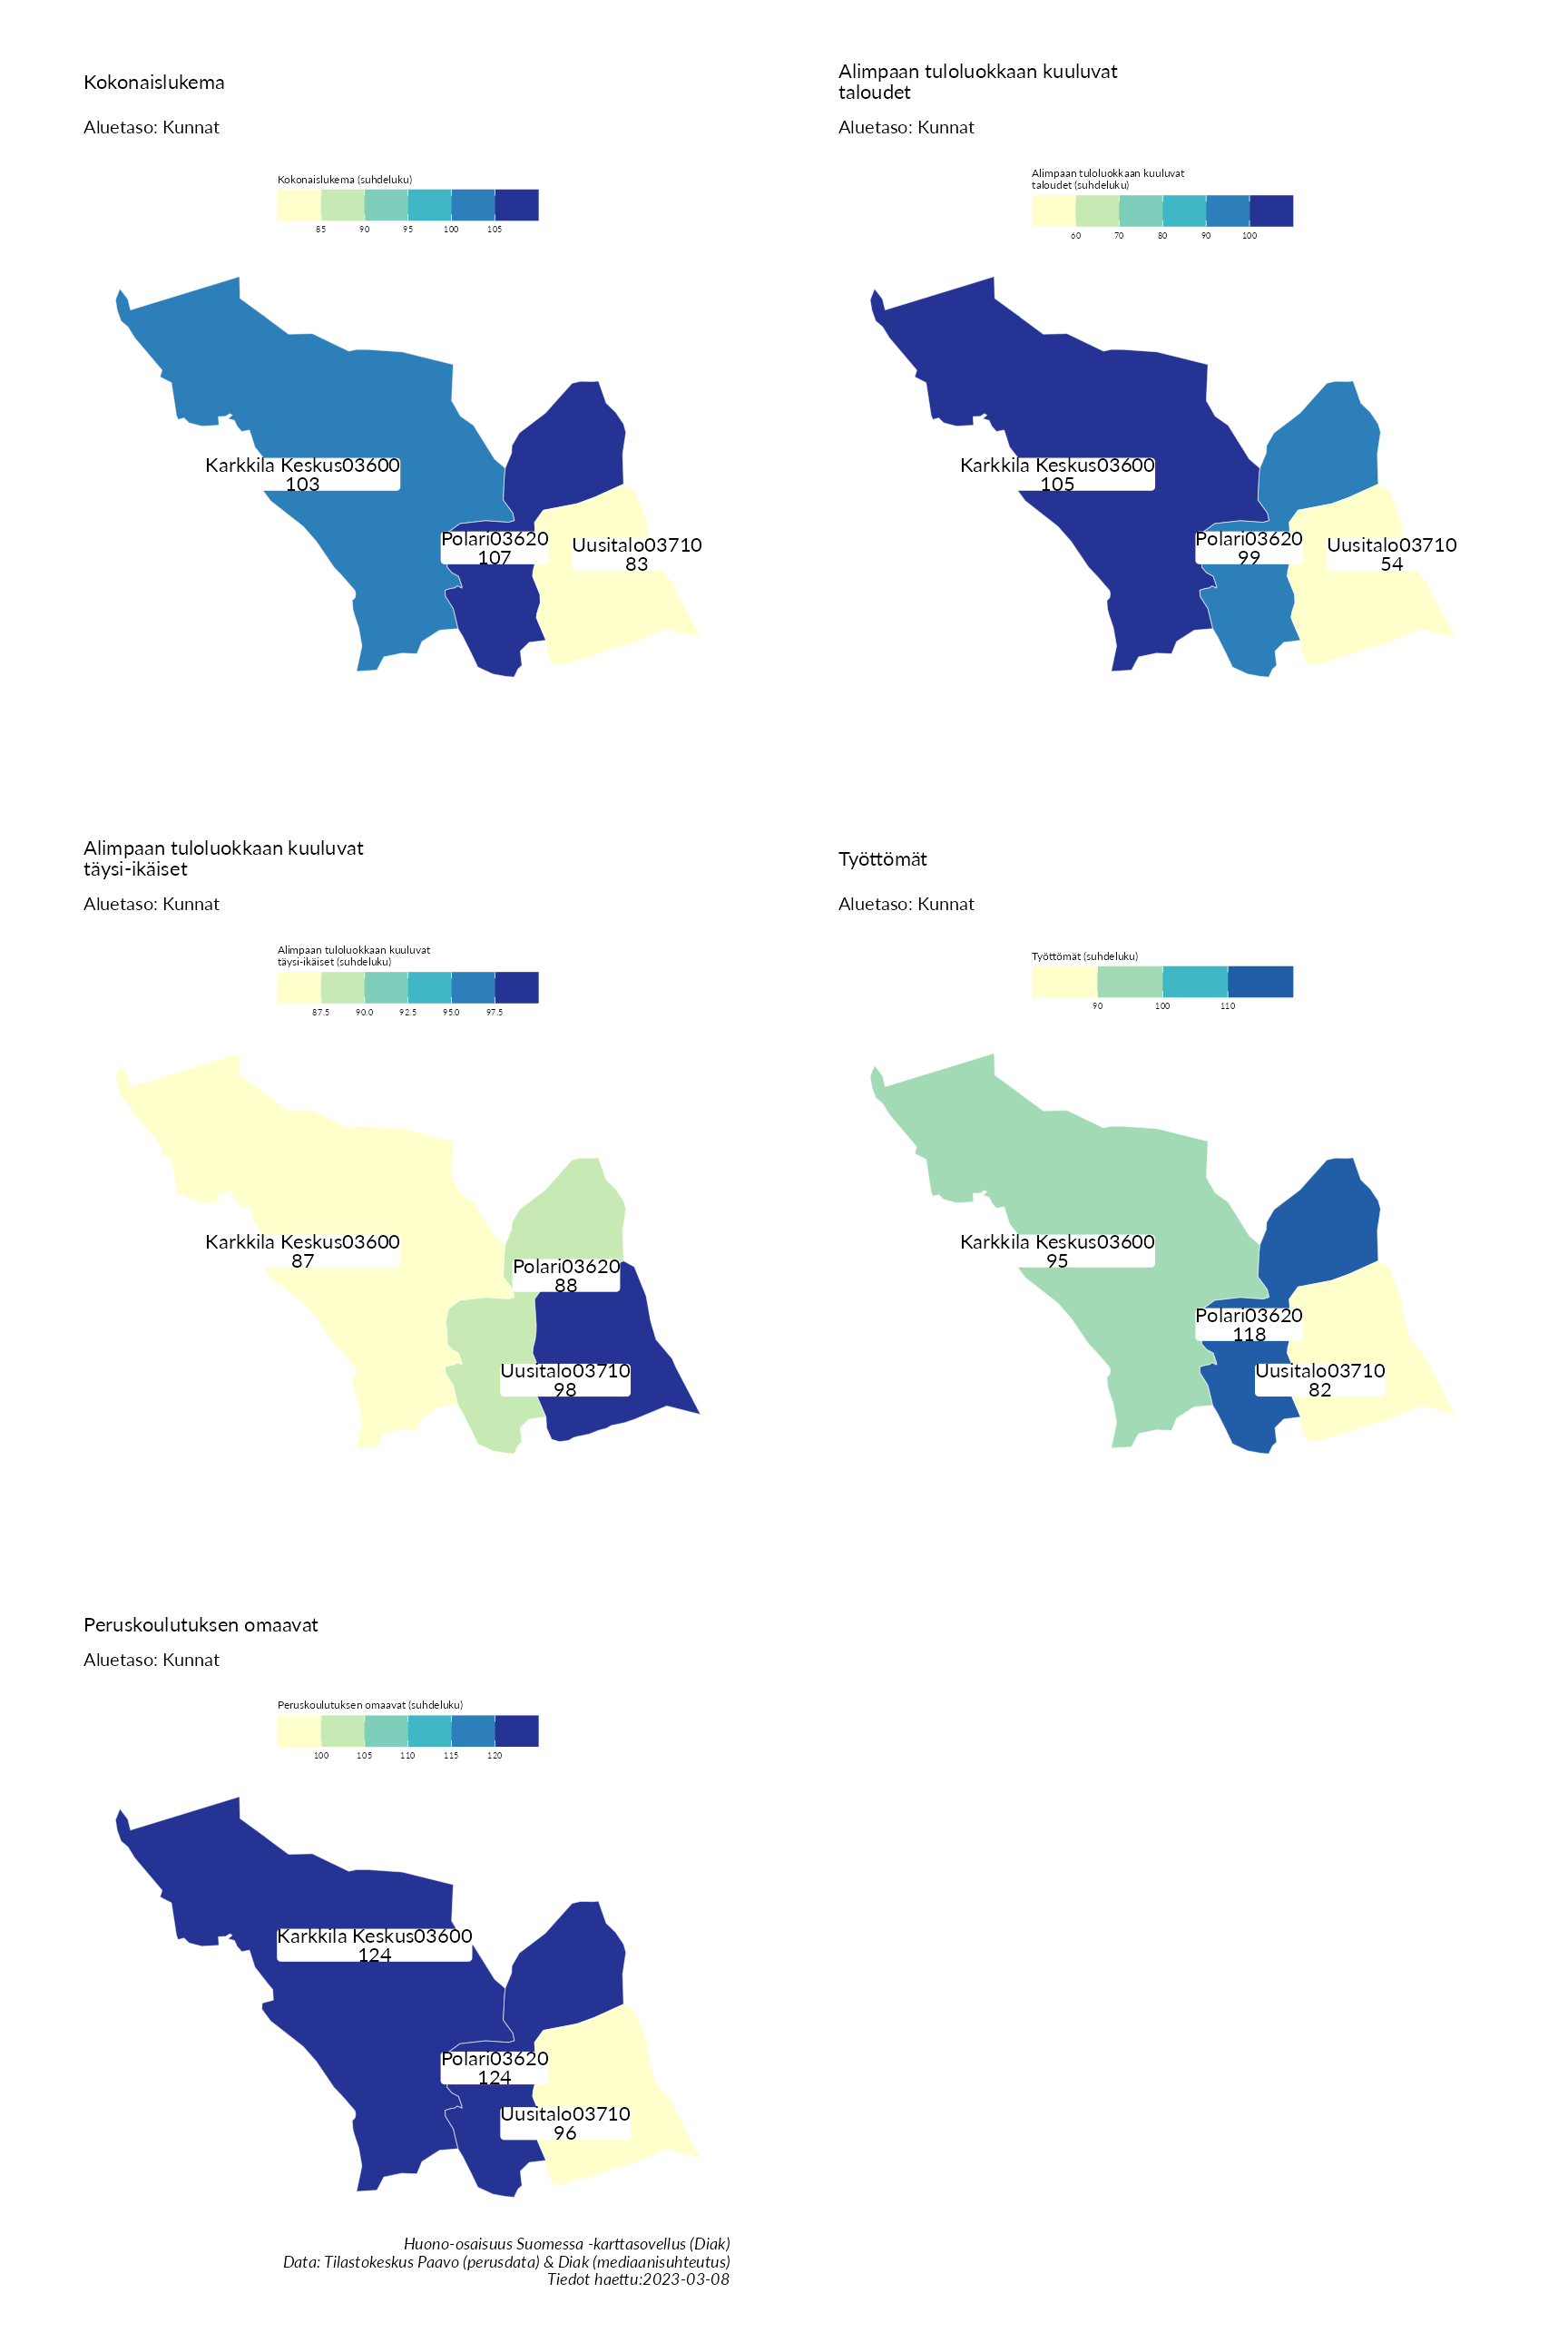 Kokonaislukema
Aluetaso: Kunnat
Kokonaislukema (suhdeluku)
85 90 95 100 105
Karkkila Keskus03600
103
Polari03620
107
Uusitalo03710
83
Alimpaan tuloluokkaan kuuluvat
taloudet
Aluetaso: Kunnat
Alimpaan tuloluokkaan kuuluvat
taloudet (suhdeluku)
60 70 80 90 100
Karkkila Keskus03600
105
Polari03620
99
Uusitalo03710
54
Alimpaan tuloluokkaan kuuluvat
täysi-ikäiset
Aluetaso: Kunnat
Alimpaan tuloluokkaan kuuluvat
täysi-ikäiset (suhdeluku)
87.5 90.0 92.5 95.0 97.5
Karkkila Keskus03600
87
Polari03620
88
Uusitalo03710
98
Työttömät
Aluetaso: Kunnat
Työttömät (suhdeluku)
90 100 110
Karkkila Keskus03600
95
Polari03620
118
Uusitalo03710
82
Peruskoulutuksen omaavat
Aluetaso: Kunnat
Peruskoulutuksen omaavat (suhdeluku)
100 105 110 115 120
Karkkila Keskus03600
124
Polari03620
124
Uusitalo03710
96
Huono-osaisuus Suomessa -karttasovellus (Diak)
Data: Tilastokeskus Paavo (perusdata) & Diak (mediaanisuhteutus)
Tiedot haettu:2023-03-08